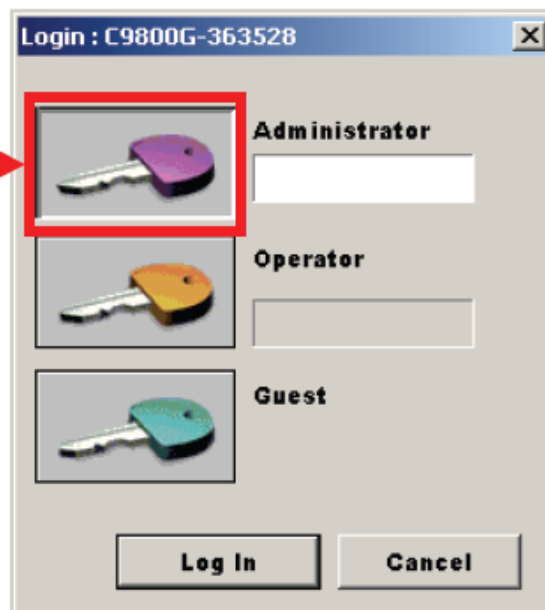 Login : C9800G-363528
Administrator
Operator
Guest
Log In
Cancel